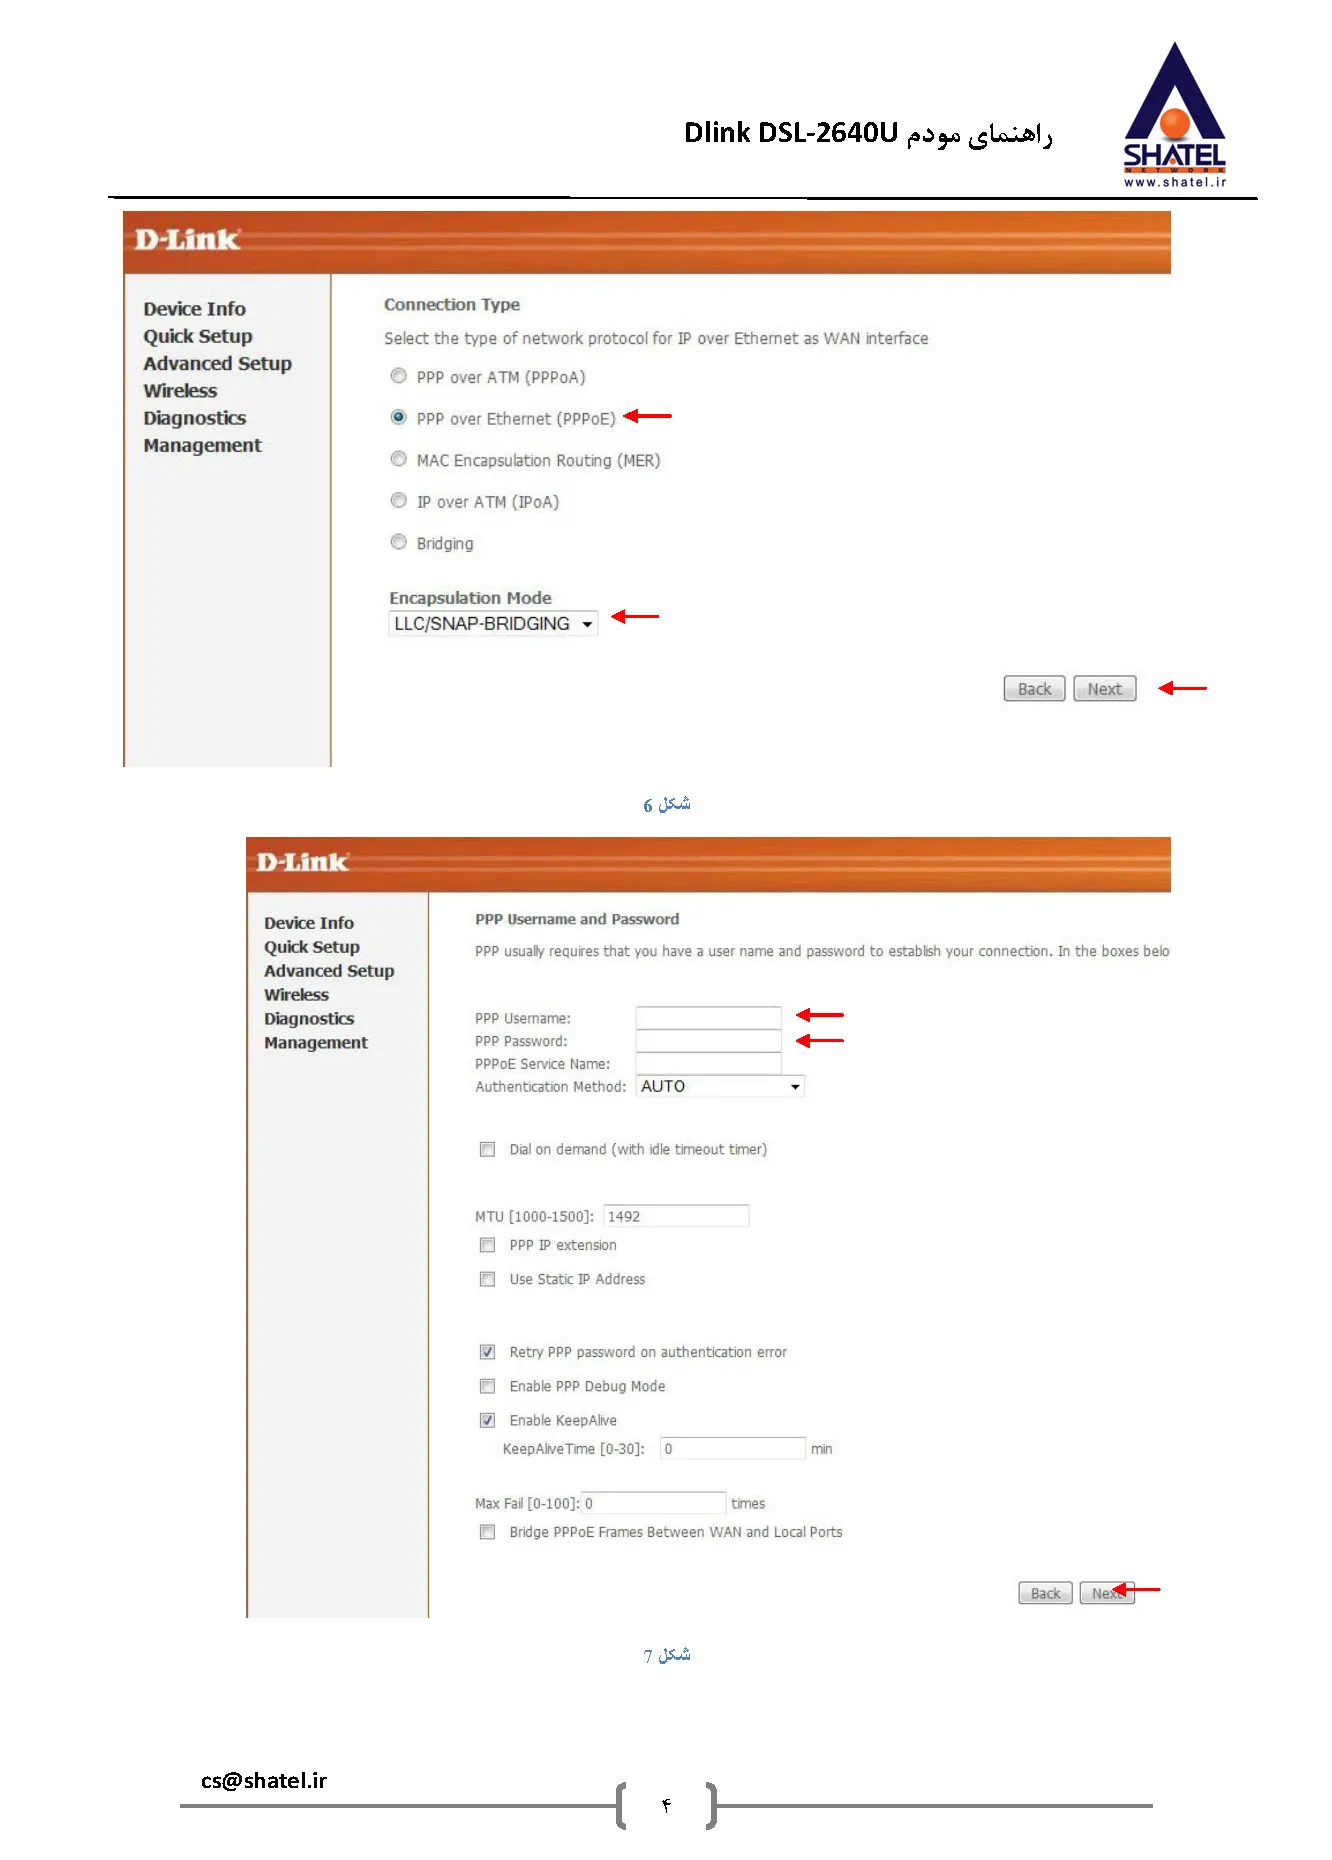 راهنمای مودم Dlink DSL-2640U
SHATEL
NETWORK
www.shatel.ir
D-Link
Device Info
Quick Setup
Advanced Setup
Wireless
Diagnostics
Management
Connection Type
Select the type of network protocol for IP over Ethernet as WAN interface
PPP over ATM (PPPoA)
PPP over Ethernet (PPPoE)
MAC Encapsulation Routing (MER)
IP over ATM (IPoA)
Bridging
Encapsulation Mode
LLC/SNAP-BRIDGING
Back Next
شکل 6
D-Link
Device Info
Quick Setup
Advanced Setup
Wireless
Diagnostics
Management
PPP Username and Password
PPP usually requires that you have a user name and password to establish your connection. In the boxes belo
PPP Username:
PPP Password:
PPPoE Service Name:
Authentication Method: AUTO
Dial on demand (with idle timeout timer)
MTU [1000-1500]: 1492
PPP IP extension
Use Static IP Address
Retry PPP password on authentication error
Enable PPP Debug Mode
Enable KeepAlive
KeepAliveTime [0-30]: 0 min
Max Fail [0-100]: 0 times
Bridge PPPoE Frames Between WAN and Local Ports
Back Next
شکل 7
cs@shatel.ir
۴